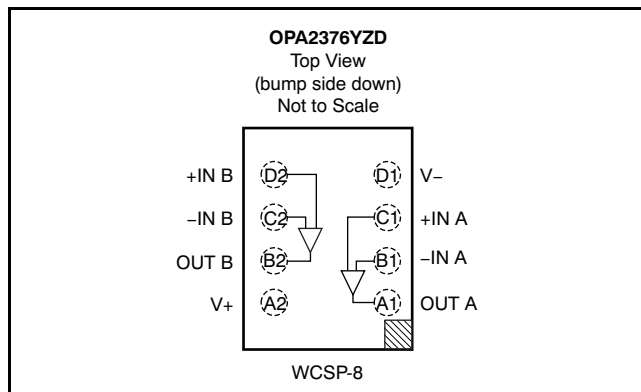 OPA2376YZD
Top View
(bump side down)
Not to Scale
+IN B D2 D1 V−
−IN B C2 C1 +IN A
OUT B B2 B1 −IN A
V+ A2 A1 OUT A
WCSP-8